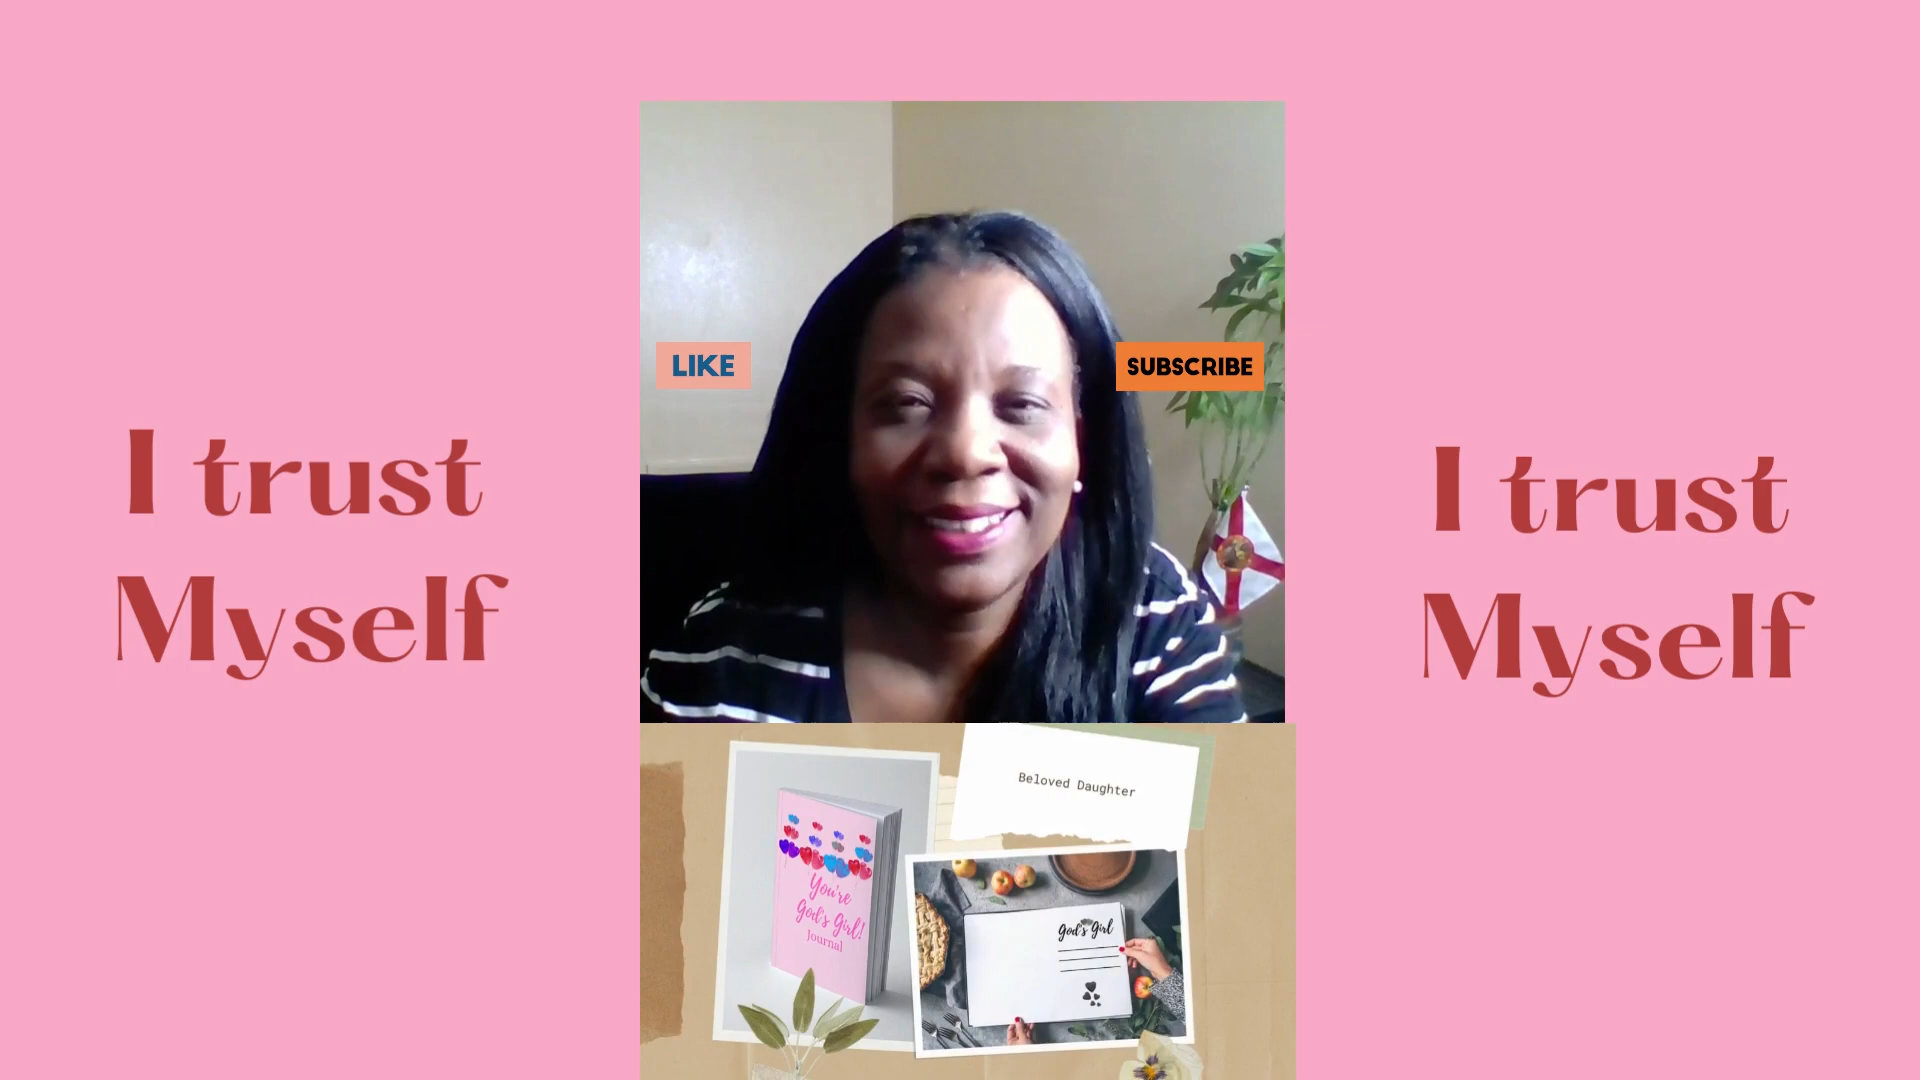 I trust
Myself
LIKE
SUBSCRIBE
I trust
Myself
Beloved Daughter
You're
God's Girl!
Journal
God's Girl